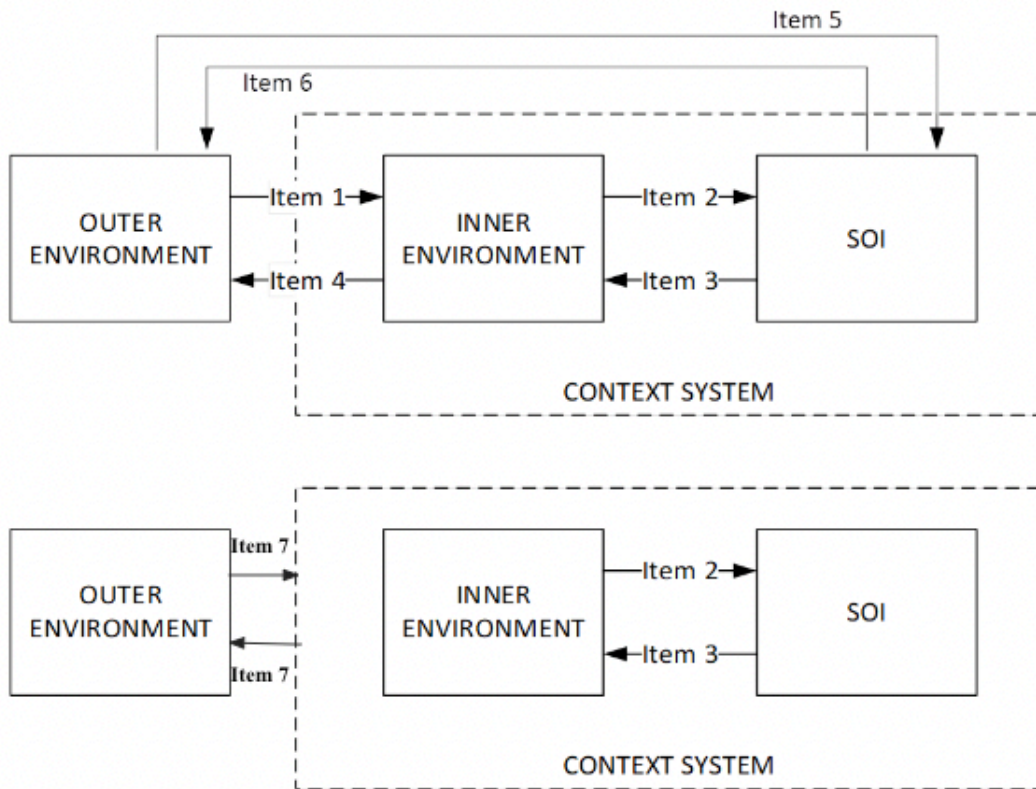 Item 5
Item 6
OUTER
ENVIRONMENT
Item 1
Item 4
INNER
ENVIRONMENT
Item 2
Item 3
SOI
CONTEXT SYSTEM
OUTER
ENVIRONMENT
Item 7
Item 7
INNER
ENVIRONMENT
Item 2
Item 3
SOI
CONTEXT SYSTEM